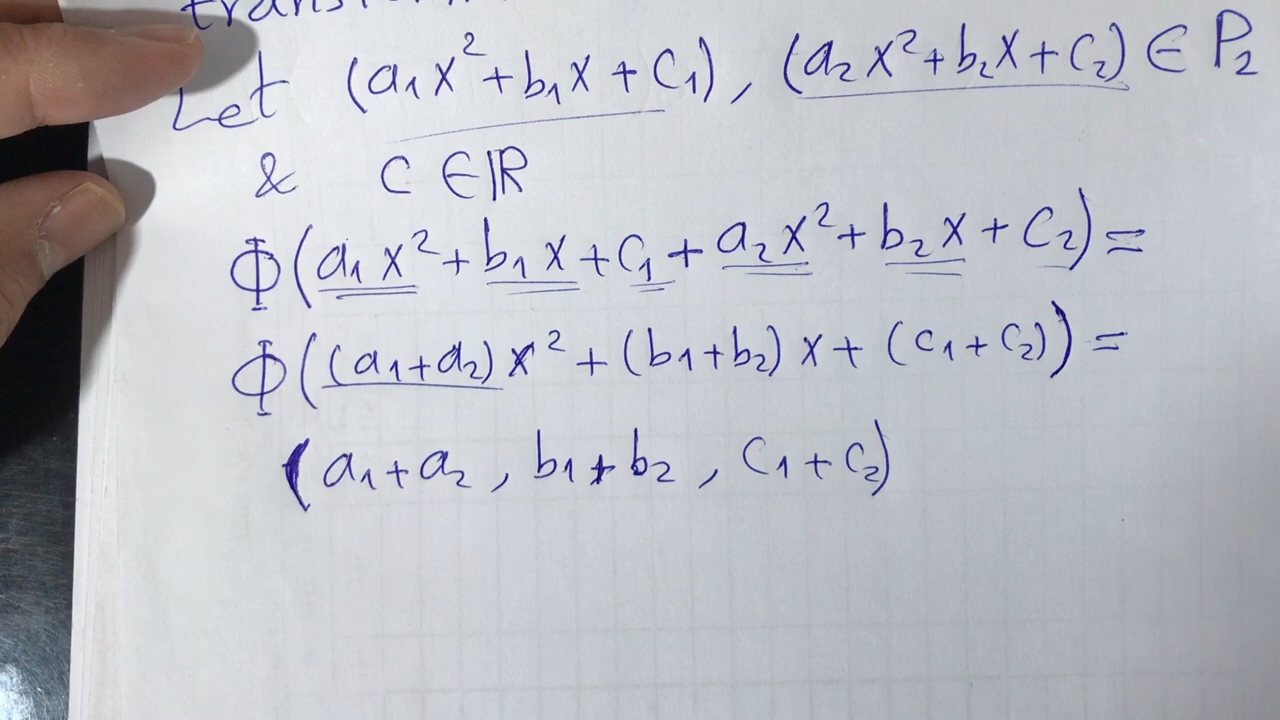 Let (a₁x²+b₁x+c₁), (a₂x²+b₂x+c₂) ∈ P₂
& C ∈ ℝ
Φ(a₁x²+b₁x+c₁+a₂x²+b₂x+c₂)=
Φ((a₁+a₂)x²+(b₁+b₂)x+(c₁+c₂))=
(a₁+a₂, b₁+b₂, c₁+c₂)